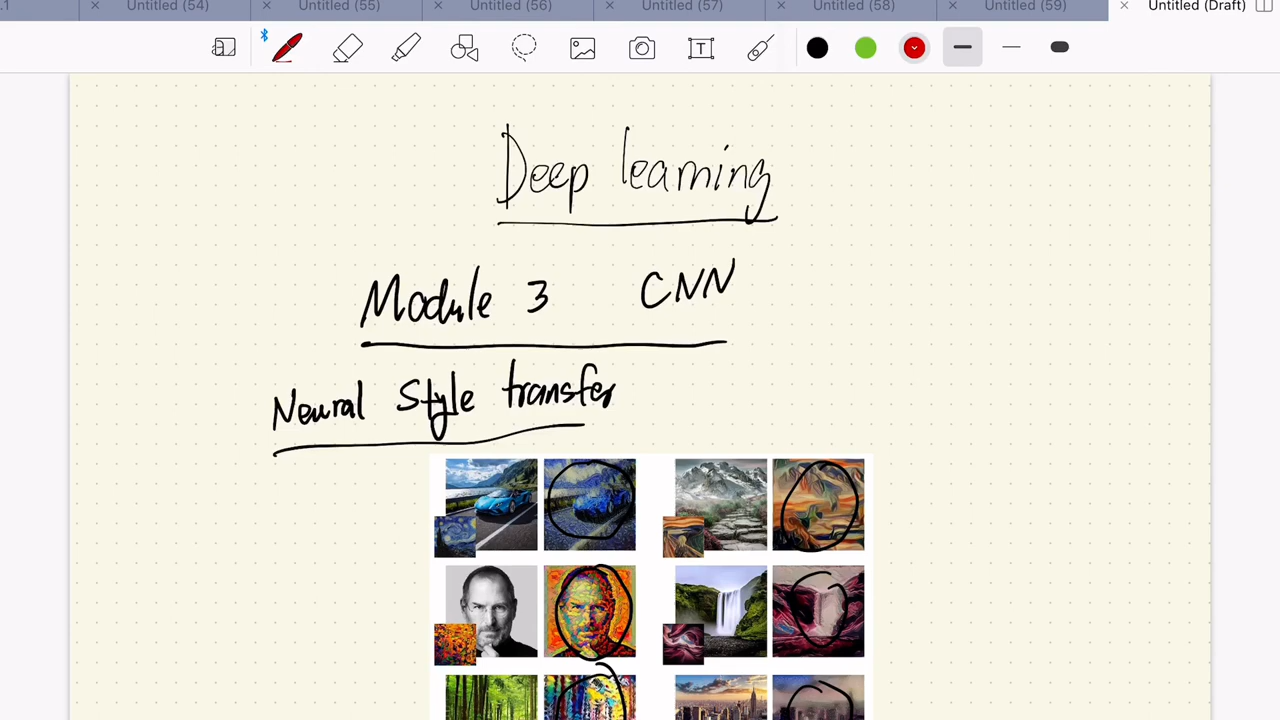 .1 Untitled (54) Untitled (55) Untitled (56) Untitled (57) Untitled (58) Untitled (59) Untitled (Draft)
Deep learning
Module 3 CNN
Neural Style transfer